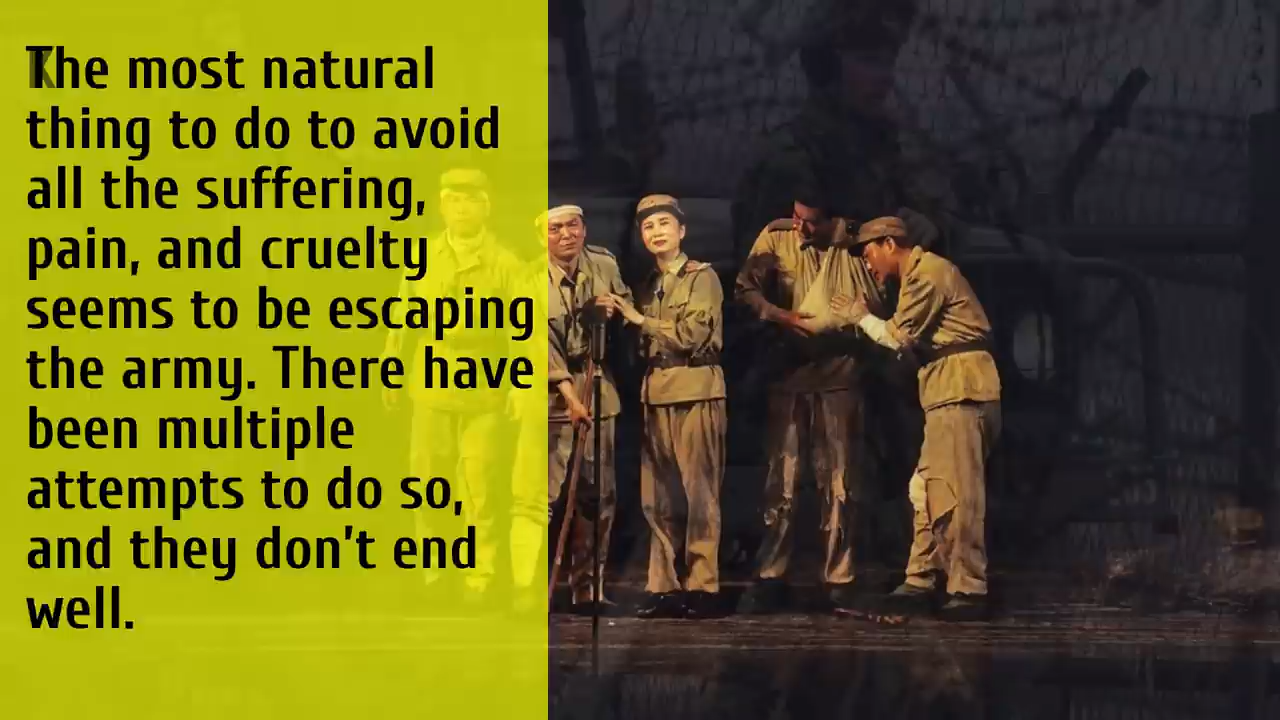 The most natural
thing to do to avoid
all the suffering,
pain, and cruelty
seems to be escaping
the army. There have
been multiple
attempts to do so,
and they don't end
well.